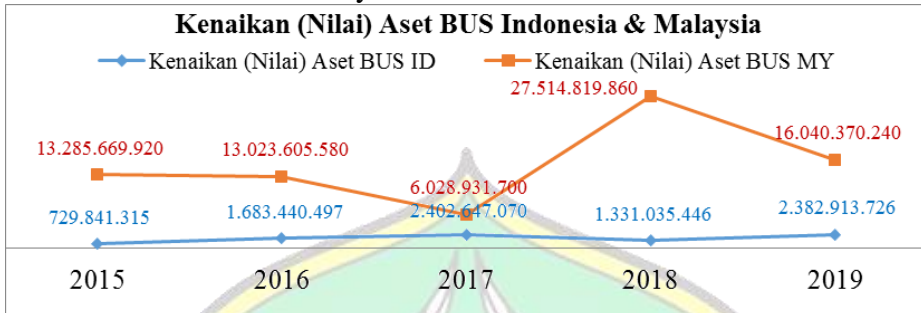 Kenaikan (Nilai) Aset BUS Indonesia & Malaysia
Kenaikan (Nilai) Aset BUS ID Kenaikan (Nilai) Aset BUS MY
27.514.819.860
13.285.669.920 13.023.605.580 16.040.370.240
6.028.931.700
729.841.315 1.683.440.497 2.402.647.070 1.331.035.446 2.382.913.726
2015 2016 2017 2018 2019